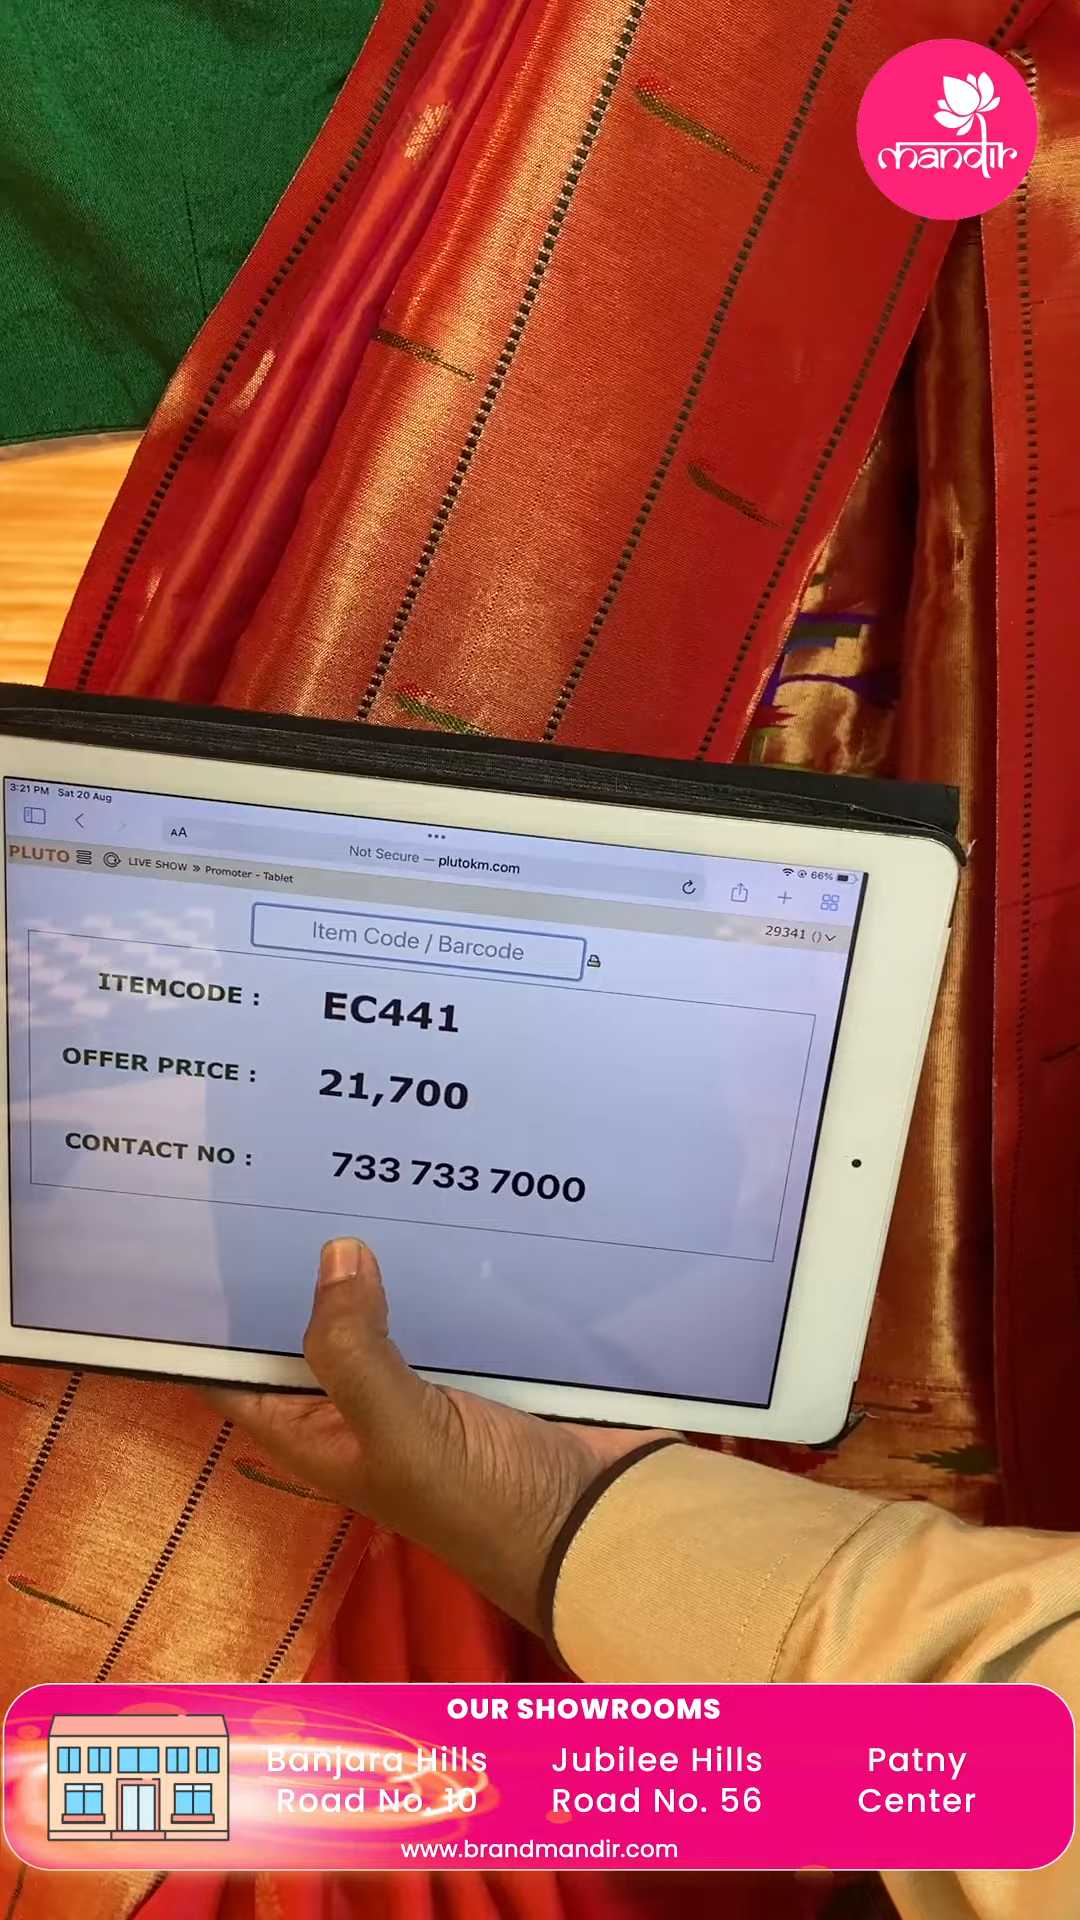 mandir
3:21 PM Sat 20 Aug
66%
AA
Not Secure — plutokm.com
PLUTO
LIVE SHOW » Promoter - Tablet
29341 ()
Item Code / Barcode
ITEMCODE : EC441
OFFER PRICE : 21,700
CONTACT NO : 733 733 7000
OUR SHOWROOMS
Banjara Hills
Road No. 10
Jubilee Hills
Road No. 56
Patny
Center
www.brandmandir.com